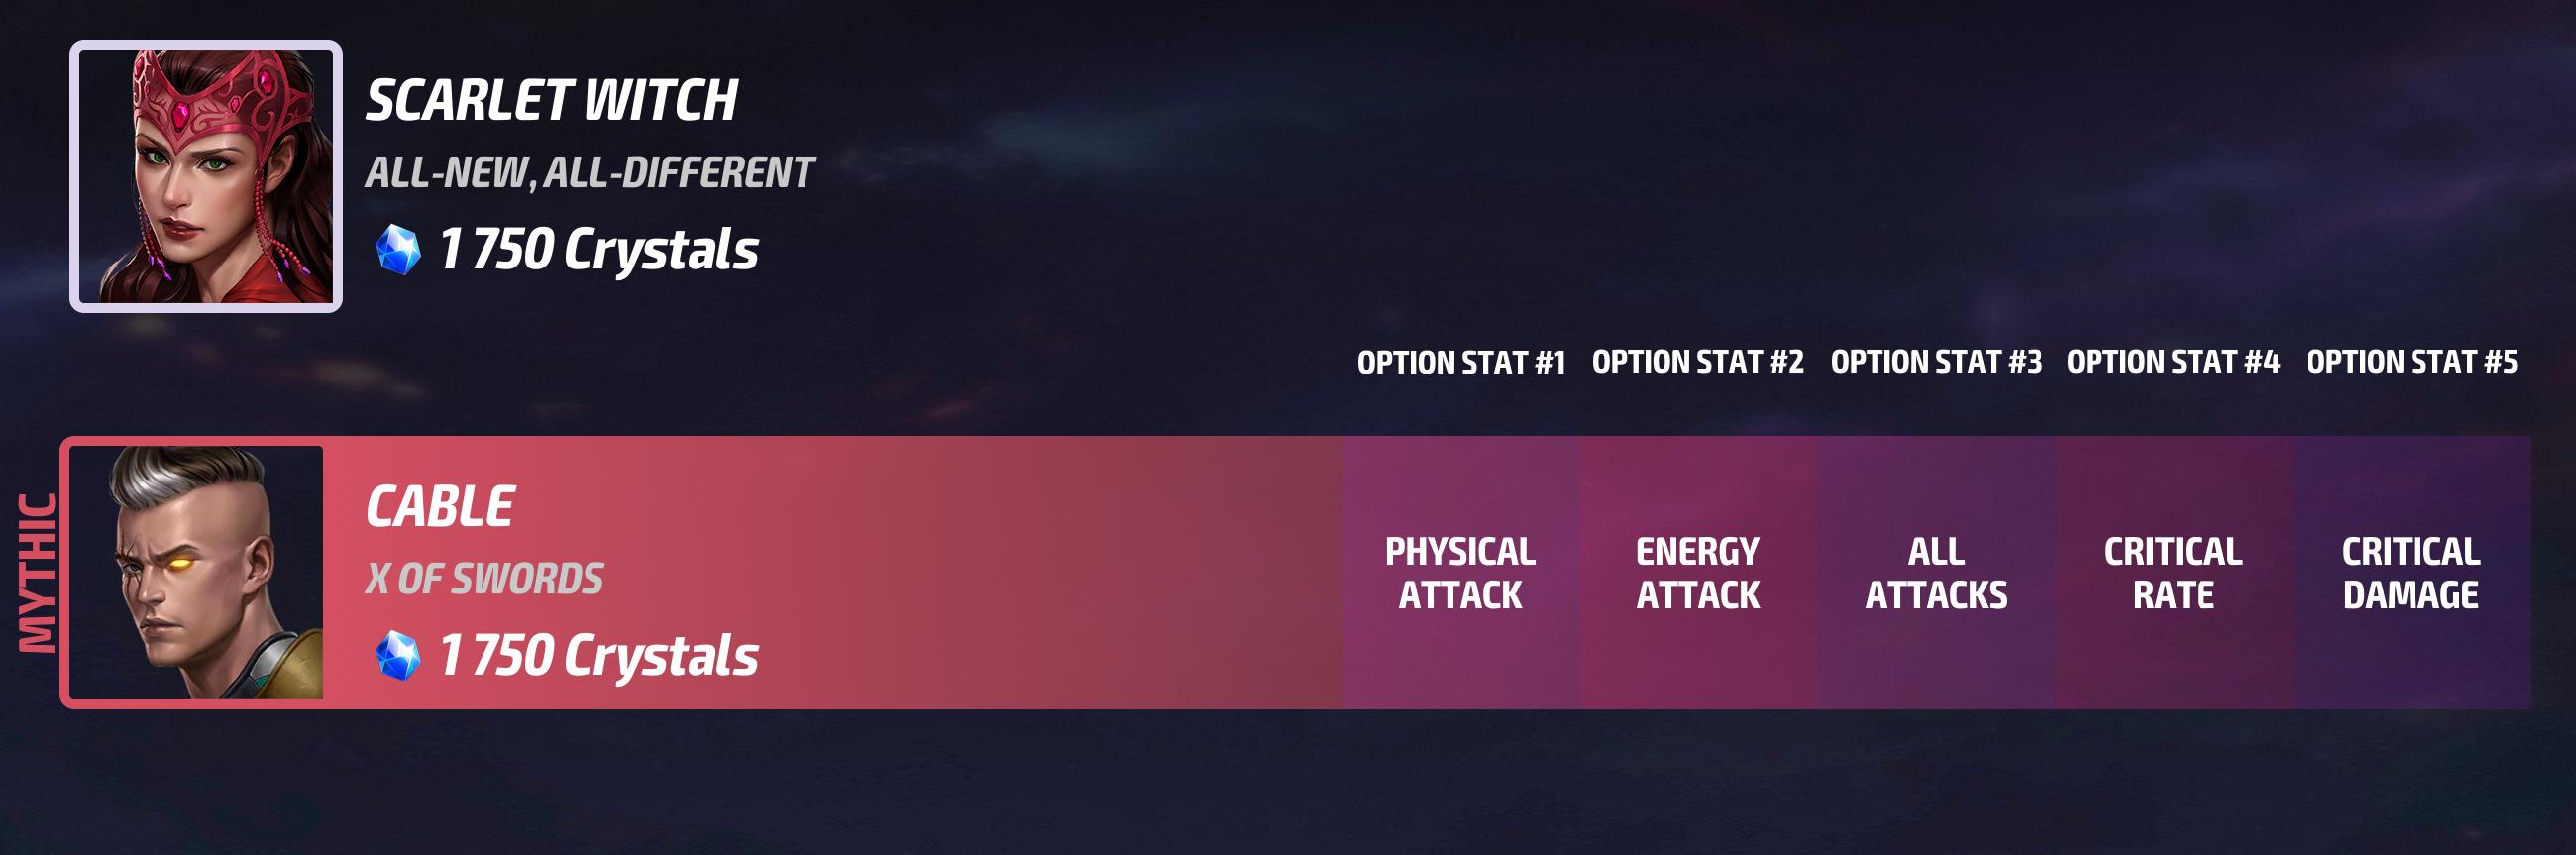 SCARLET WITCH
ALL-NEW, ALL-DIFFERENT
1 750 Crystals
OPTION STAT #1 OPTION STAT #2 OPTION STAT #3 OPTION STAT #4 OPTION STAT #5
MYTHIC
CABLE
X OF SWORDS
1 750 Crystals
PHYSICAL
ATTACK
ENERGY
ATTACK
ALL
ATTACKS
CRITICAL
RATE
CRITICAL
DAMAGE